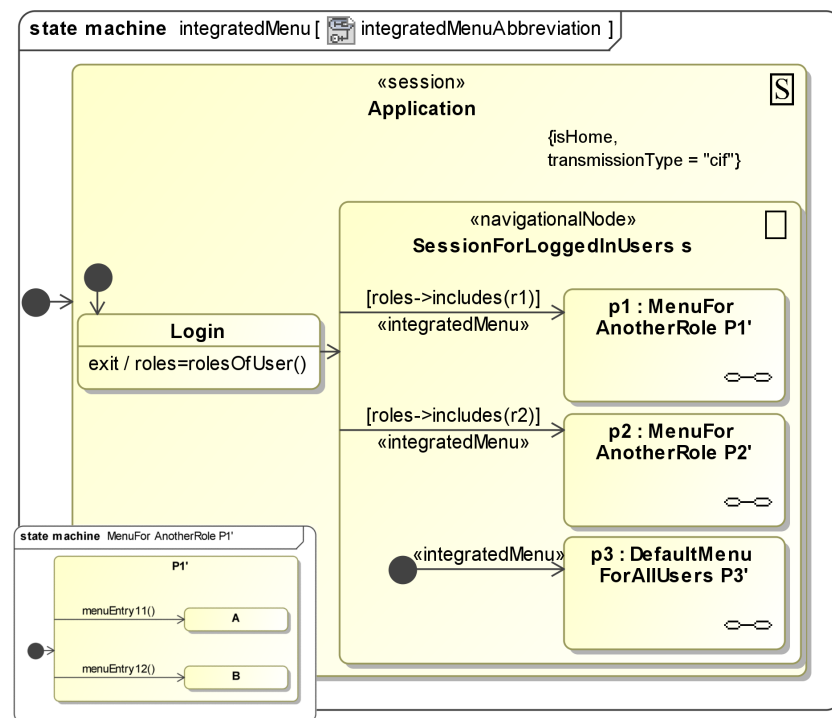 state machine integratedMenu [ integratedMenuAbbreviation ]
«session»
Application
S
{isHome,
transmissionType = "cif"}
«navigationalNode»
SessionForLoggedInUsers s
Login
exit / roles=rolesOfUser()
[roles->includes(r1)]
«integratedMenu»
p1 : MenuFor
AnotherRole P1'
[roles->includes(r2)]
«integratedMenu»
p2 : MenuFor
AnotherRole P2'
«integratedMenu»
p3 : DefaultMenu
ForAllUsers P3'
state machine MenuFor AnotherRole P1'
P1'
menuEntry11()
A
menuEntry12()
B